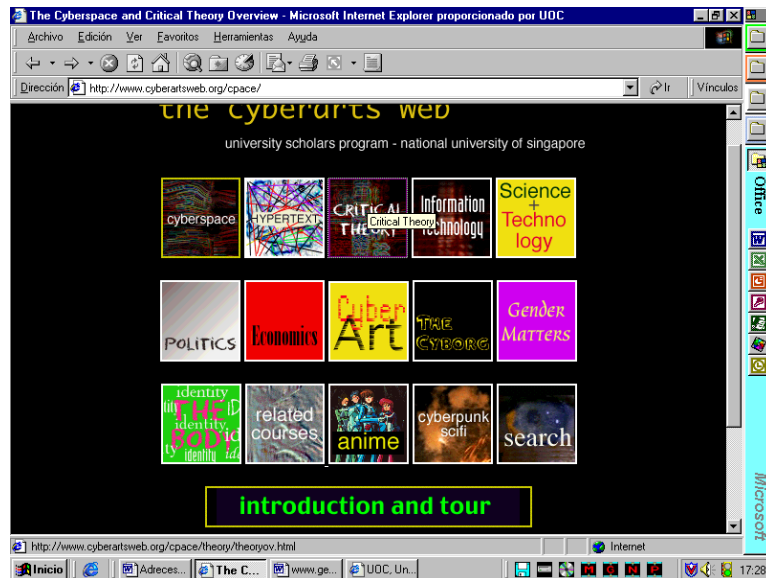 The Cyberspace and Critical Theory Overview - Microsoft Internet Explorer proporcionado por UOC
Archivo Edición Ver Favoritos Herramientas Ayuda
Dirección http://www.cyberartsweb.org/cpace/ Ir Vínculos
the cyberarts web
university scholars program - national university of singapore
cyberspace
HYPERTEXT
CRITICAL THEORY
Critical Theory
Information Technology
Science + Techno logy
POLITICS
Economics
Cyber Art
THE CYBORG
Gender Matters
identity THE BODY identity identity
related courses
anime
cyberpunk scifi
search
introduction and tour
http://www.cyberartsweb.org/cpace/theory/theoryov.html Internet
Inicio Adreces... The C... www.ge... UOC, Un... M G N P 17:28
Office
Microsoft